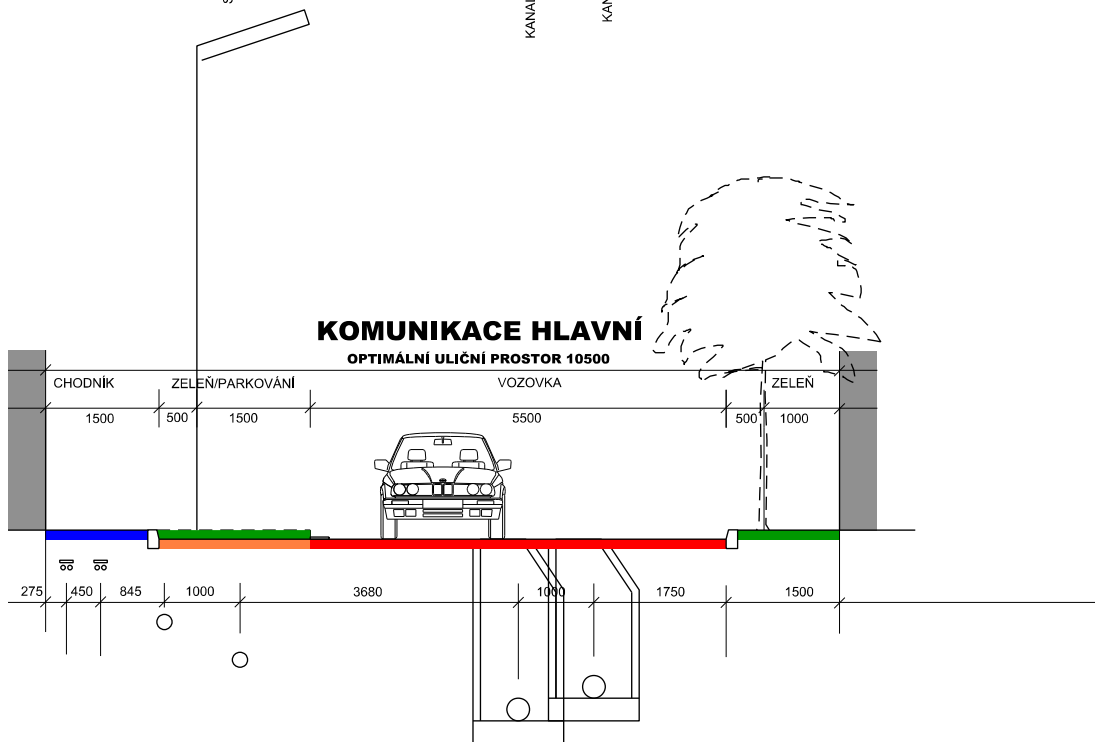 KOMUNIKACE HLAVNÍ
OPTIMÁLNÍ ULIČNÍ PROSTOR 10500
CHODNÍK ZELEŇ/PARKOVÁNÍ VOZOVKA ZELEŇ
1500 500 1500 5500 500 1000
275 450 845 1000 3680 1000 1750 1500